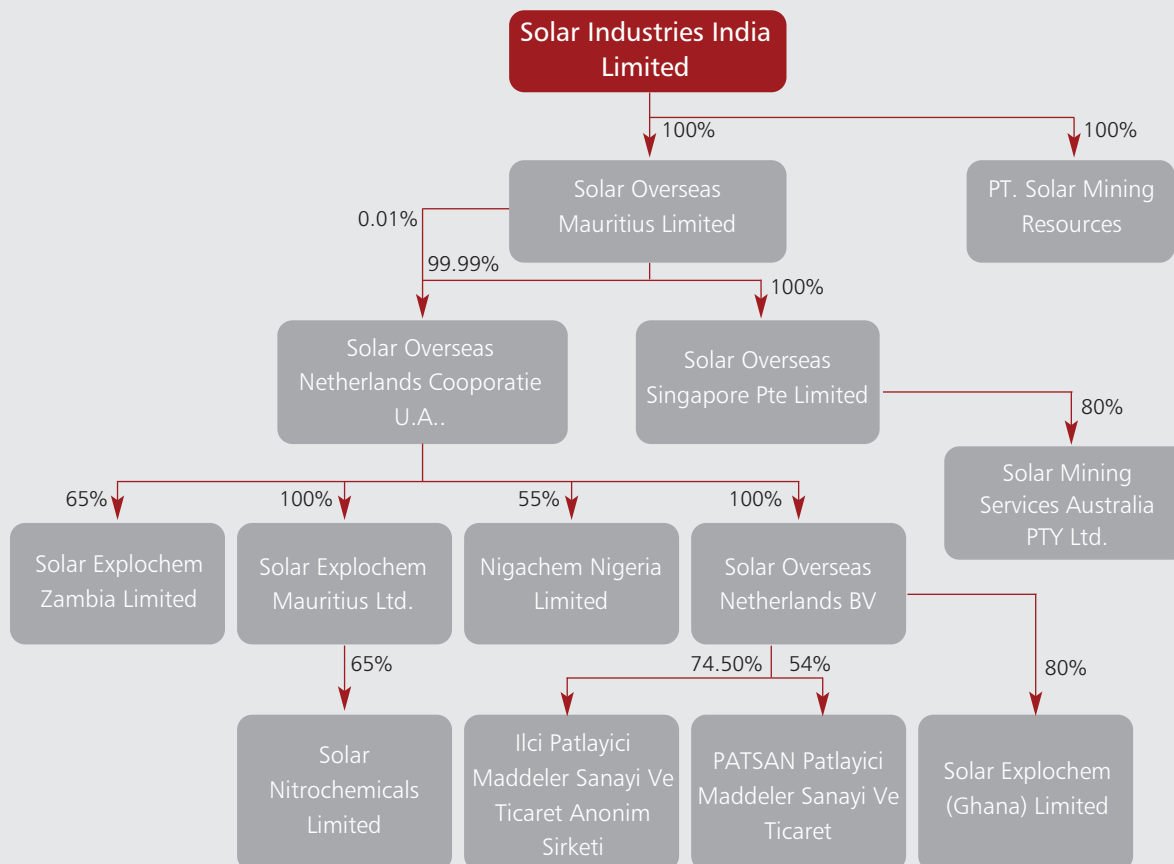 Solar Industries India
Limited
100%
100%
Solar Overseas
Mauritius Limited
PT. Solar Mining
Resources
0.01%
99.99%
100%
Solar Overseas
Netherlands Cooporatie
U.A..
Solar Overseas
Singapore Pte Limited
80%
Solar Mining
Services Australia
PTY Ltd.
65%
100%
55%
100%
Solar Explochem
Zambia Limited
Solar Explochem
Mauritius Ltd.
Nigachem Nigeria
Limited
Solar Overseas
Netherlands BV
65%
74.50%
54%
80%
Solar
Nitrochemicals
Limited
Ilci Patlayici
Maddeler Sanayi Ve
Ticaret Anonim
Sirketi
PATSAN Patlayici
Maddeler Sanayi Ve
Ticaret
Solar Explochem
(Ghana) Limited